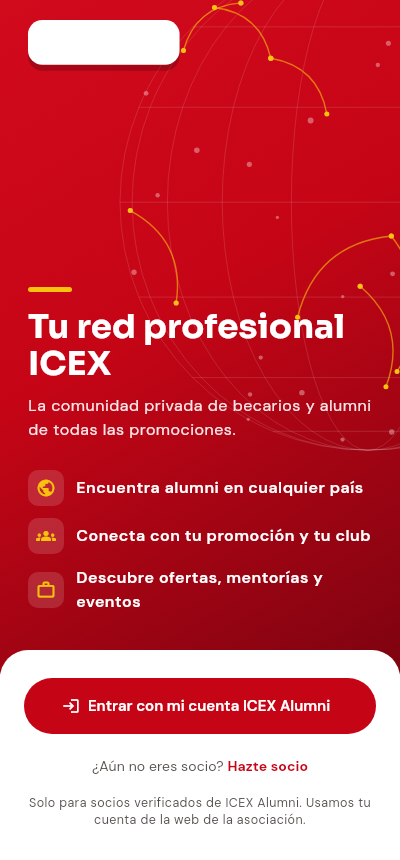 Tu red profesional
ICEX
La comunidad privada de becarios y alumni
de todas las promociones.
Encuentra alumni en cualquier país
Conecta con tu promoción y tu club
Descubre ofertas, mentorías y
eventos
Entrar con mi cuenta ICEX Alumni
¿Aún no eres socio? Hazte socio
Solo para socios verificados de ICEX Alumni. Usamos tu
cuenta de la web de la asociación.